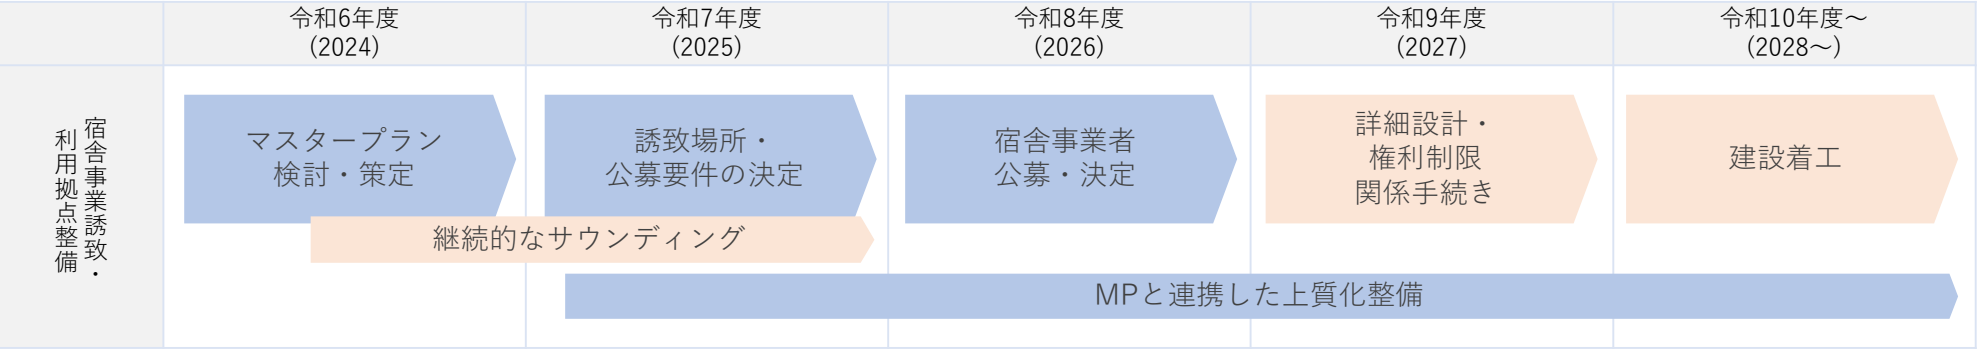 令和6年度
(2024)
令和7年度
(2025)
令和8年度
(2026)
令和9年度
(2027)
令和10年度～
(2028～)
宿舎事業誘致・
利用拠点整備
マスタープラン
検討・策定
誘致場所・
公募要件の決定
宿舎事業者
公募・決定
詳細設計・
権利制限
関係手続き
建設着工
継続的なサウンディング
MPと連携した上質化整備